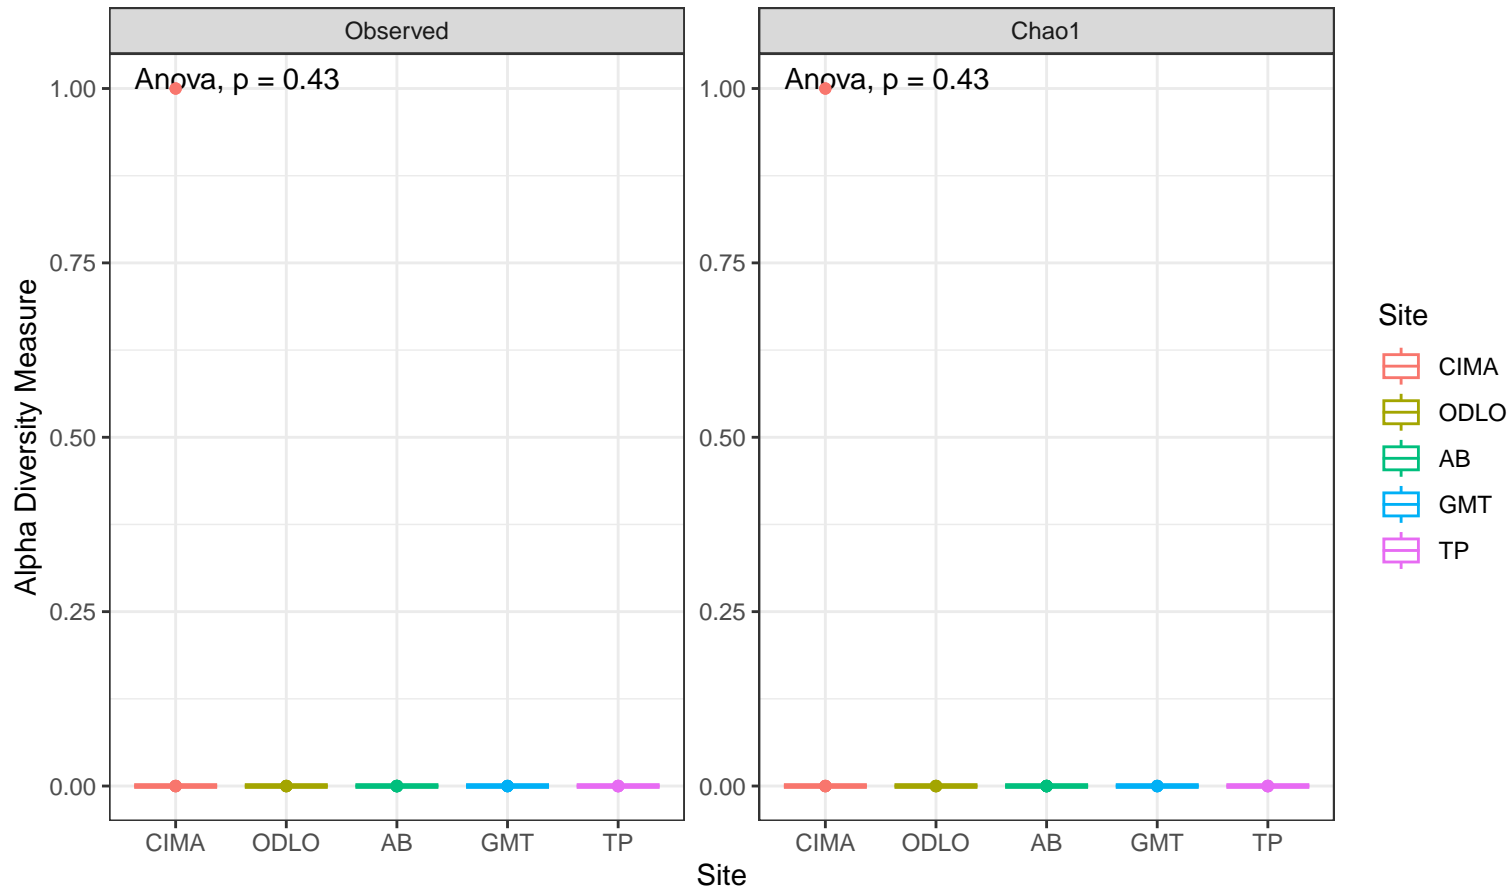 Observed
Chao1
Anova, p = 0.43
Anova, p = 0.43
1.00
0.75
0.50
0.25
0.00
1.00
0.75
0.50
0.25
0.00
Alpha Diversity Measure
CIMA ODLO AB GMT TP
CIMA ODLO AB GMT TP
Site
Site
CIMA
ODLO
AB
GMT
TP